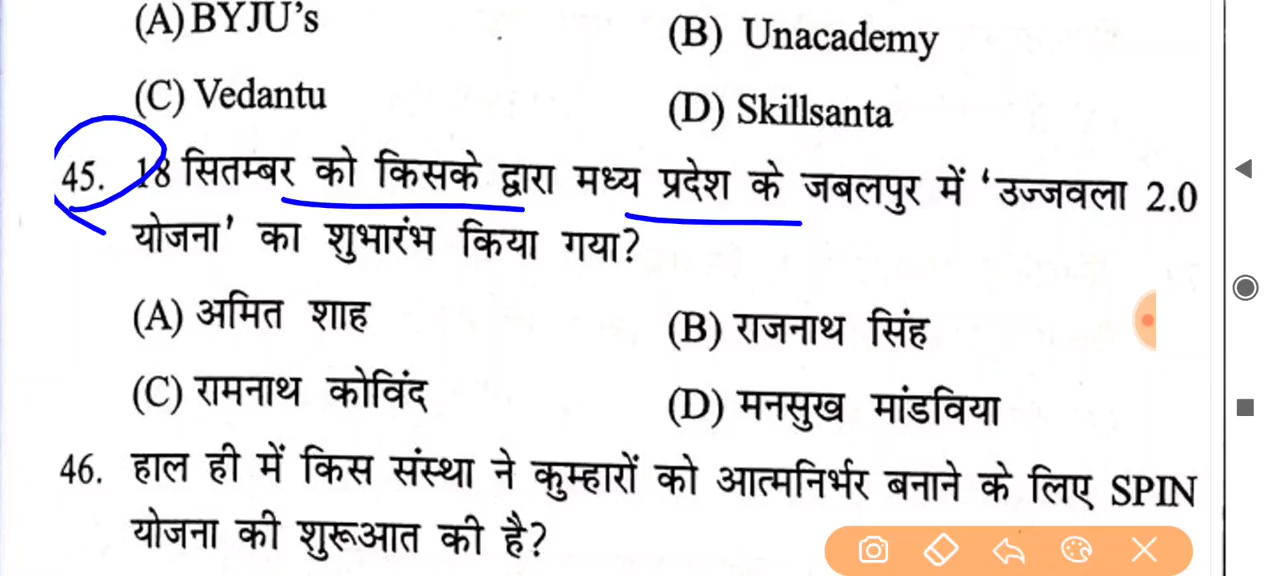 (A) BYJU's (B) Unacademy
(C) Vedantu (D) Skillsanta
45. 18 सितम्बर को किसके द्वारा मध्य प्रदेश के जबलपुर में 'उज्जवला 2.0
योजना' का शुभारंभ किया गया?
(A) अमित शाह (B) राजनाथ सिंह
(C) रामनाथ कोविंद (D) मनसुख मांडविया
46. हाल ही में किस संस्था ने कुम्हारों को आत्मनिर्भर बनाने के लिए SPIN
योजना की शुरूआत की है?